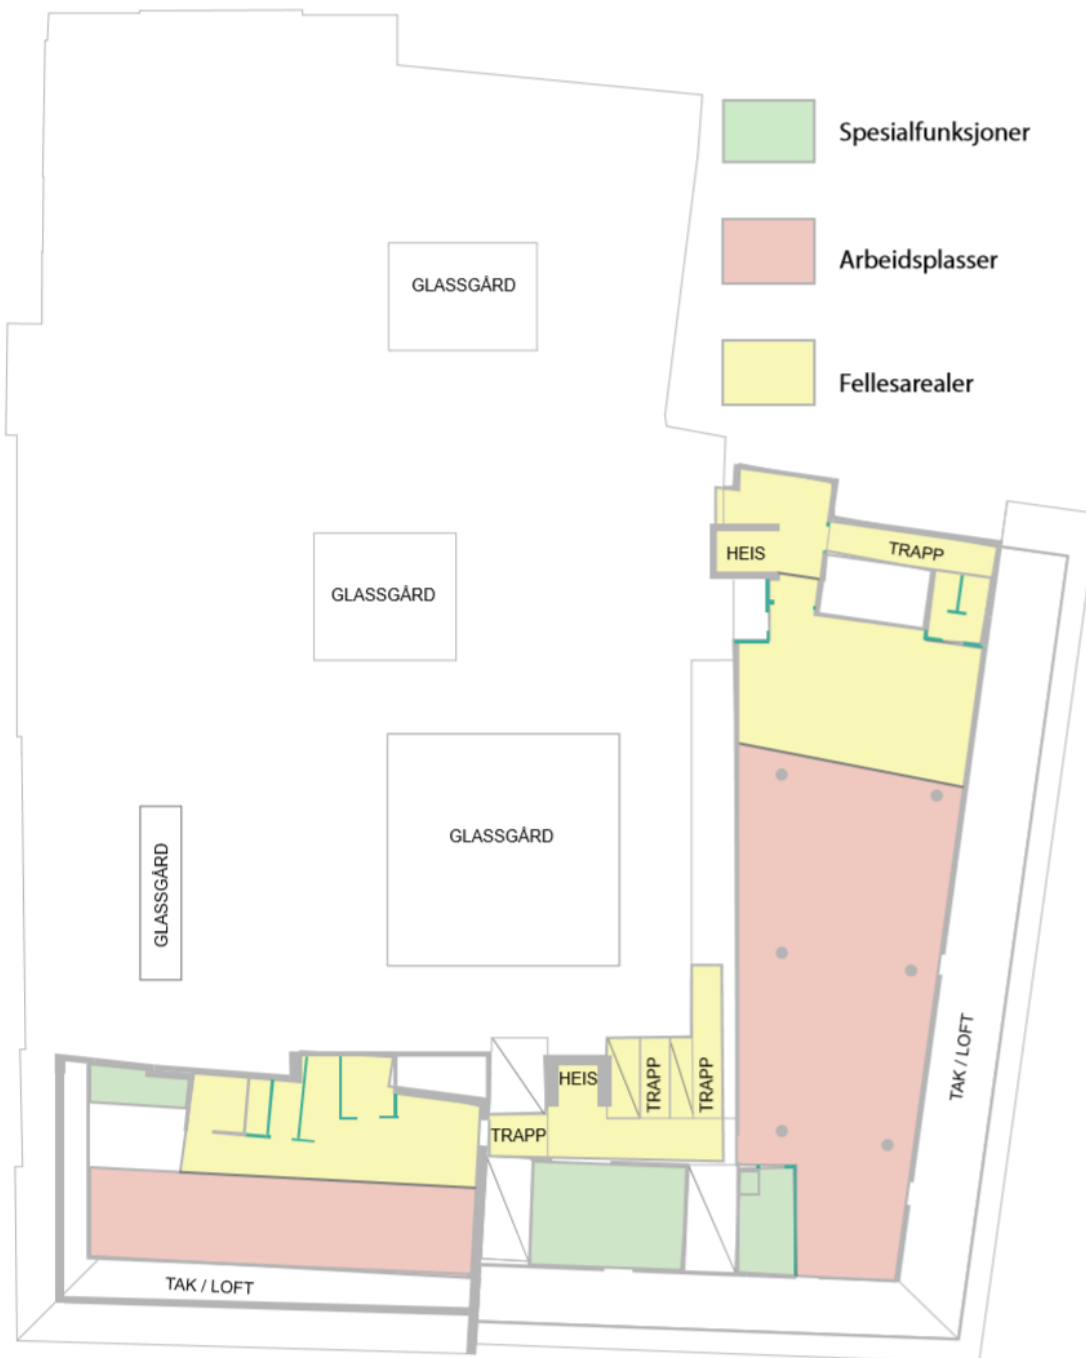 Spesialfunksjoner
Arbeidsplasser
Fellesarealer
GLASSGÅRD
HEIS
TRAPP
GLASSGÅRD
GLASSGÅRD
GLASSGÅRD
TAK / LOFT
HEIS
TRAPP
TRAPP
TRAPP
TAK / LOFT